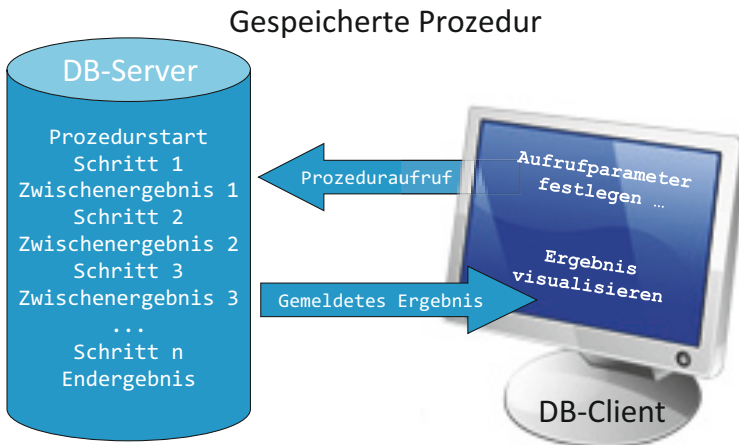 Gespeicherte Prozedur
DB-Server
Prozedurstart
Schritt 1
Zwischenergebnis 1
Schritt 2
Zwischenergebnis 2
Schritt 3
Zwischenergebnis 3
...
Schritt n
Endergebnis
Prozeduraufruf
Gemeldetes Ergebnis
Aufrufparameter
festlegen …
Ergebnis
visualisieren
DB-Client